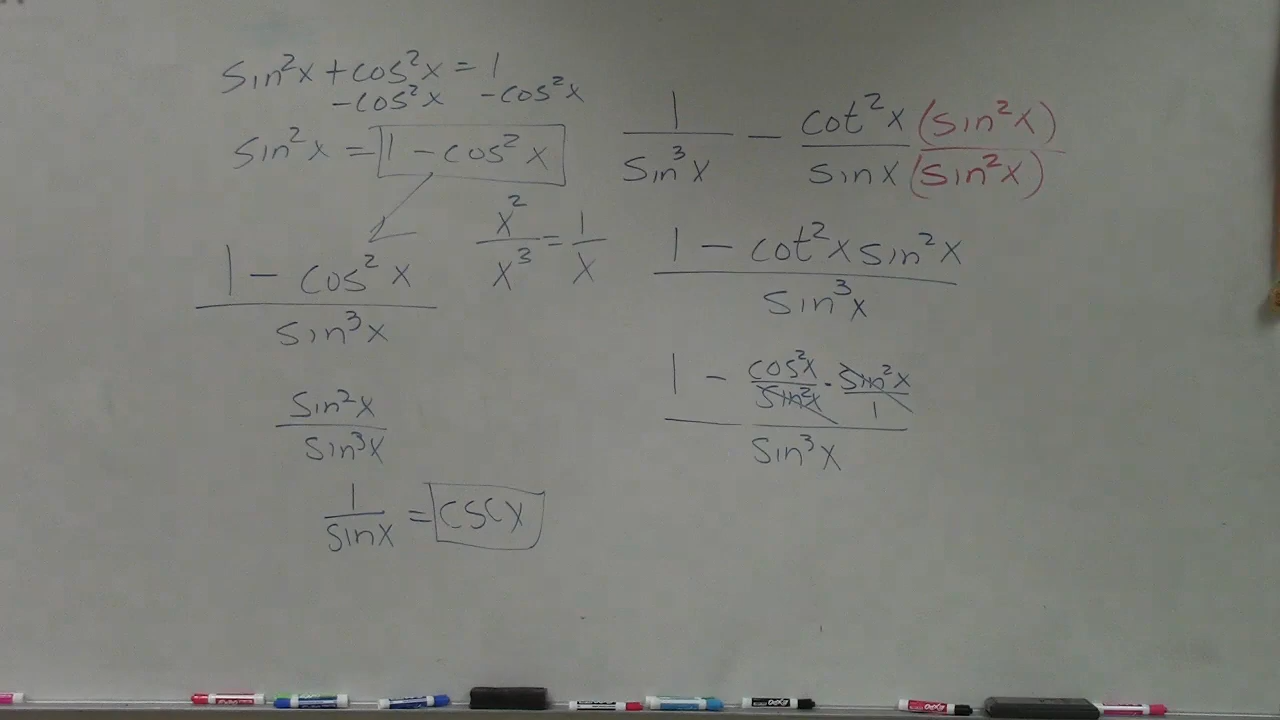 sin²x + cos²x = 1
-cos²x -cos²x
sin²x = 1 - cos²x
x²/x³ = 1/x
1 - cos²x
sin³x
sin²x
sin³x
1/sinx = cscx
1/sin³x - cot²x (sin²x)/sinx (sin²x)
1 - cot²x sin²x
sin³x
1 - cos²x/sin²x · sin²x/1
sin³x